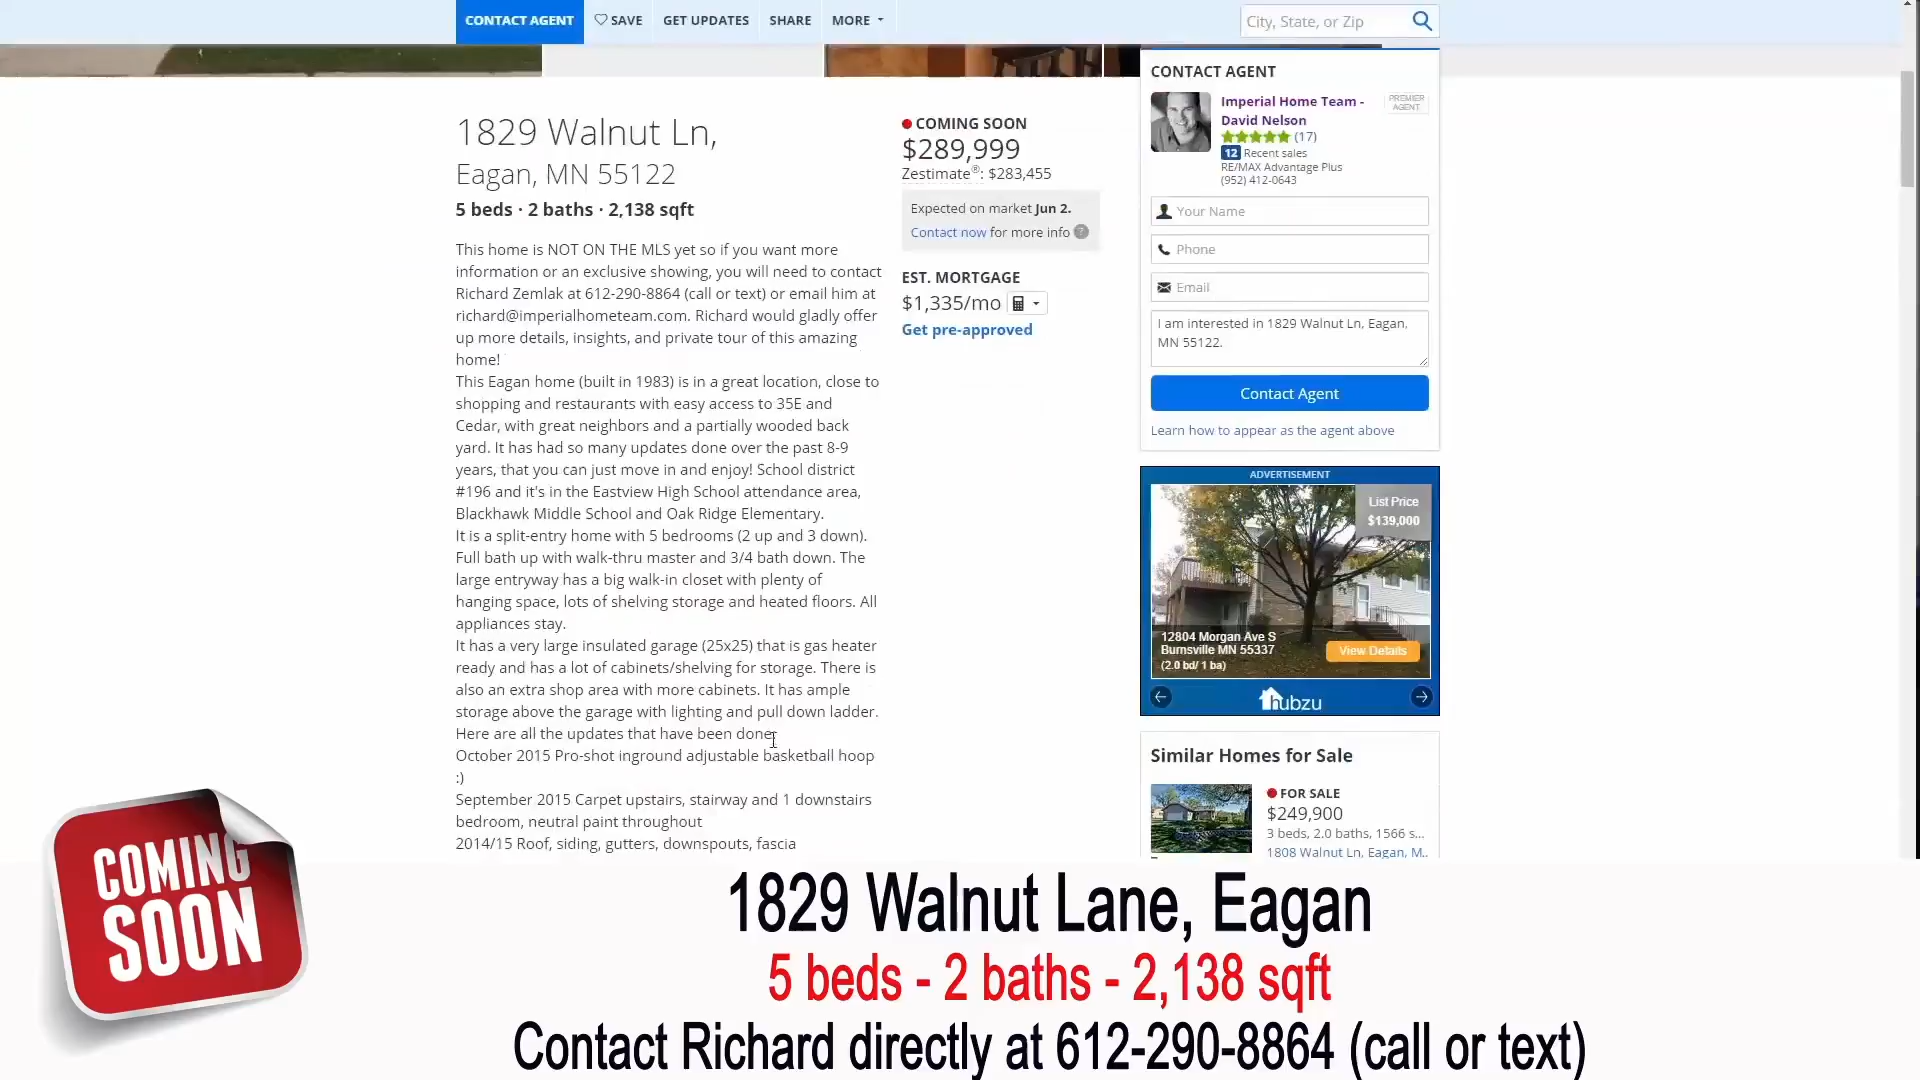 CONTACT AGENT
SAVE
GET UPDATES
SHARE
MORE
City, State, or Zip
1829 Walnut Ln,
Eagan, MN 55122
5 beds · 2 baths · 2,138 sqft
This home is NOT ON THE MLS yet so if you want more
information or an exclusive showing, you will need to contact
Richard Zemlak at 612-290-8864 (call or text) or email him at
richard@imperialhometeam.com. Richard would gladly offer
up more details, insights, and private tour of this amazing
home!
This Eagan home (built in 1983) is in a great location, close to
shopping and restaurants with easy access to 35E and
Cedar, with great neighbors and a partially wooded back
yard. It has had so many updates done over the past 8-9
years, that you can just move in and enjoy! School district
#196 and it's in the Eastview High School attendance area,
Blackhawk Middle School and Oak Ridge Elementary.
It is a split-entry home with 5 bedrooms (2 up and 3 down).
Full bath up with walk-thru master and 3/4 bath down. The
large entryway has a big walk-in closet with plenty of
hanging space, lots of shelving storage and heated floors. All
appliances stay.
It has a very large insulated garage (25x25) that is gas heater
ready and has a lot of cabinets/shelving for storage. There is
also an extra shop area with more cabinets. It has ample
storage above the garage with lighting and pull down ladder.
Here are all the updates that have been done:
October 2015 Pro-shot inground adjustable basketball hoop
:)
September 2015 Carpet upstairs, stairway and 1 downstairs
bedroom, neutral paint throughout
2014/15 Roof, siding, gutters, downspouts, fascia
COMING SOON
$289,999
Zestimate®: $283,455
Expected on market Jun 2.
Contact now for more info ?
EST. MORTGAGE
$1,335/mo
Get pre-approved
CONTACT AGENT
Imperial Home Team -
David Nelson
PREMIER
AGENT
(17)
12 Recent sales
RE/MAX Advantage Plus
(952) 412-0643
Your Name
Phone
Email
I am interested in 1829 Walnut Ln, Eagan,
MN 55122.
Contact Agent
Learn how to appear as the agent above
ADVERTISEMENT
List Price
$139,000
12804 Morgan Ave S
Burnsville MN 55337
(2.0 bd/ 1 ba)
View Details
hubzu
Similar Homes for Sale
FOR SALE
$249,900
3 beds, 2.0 baths, 1566 s...
1808 Walnut Ln, Eagan, M..
COMING
SOON
1829 Walnut Lane, Eagan
5 beds - 2 baths - 2,138 sqft
Contact Richard directly at 612-290-8864 (call or text)